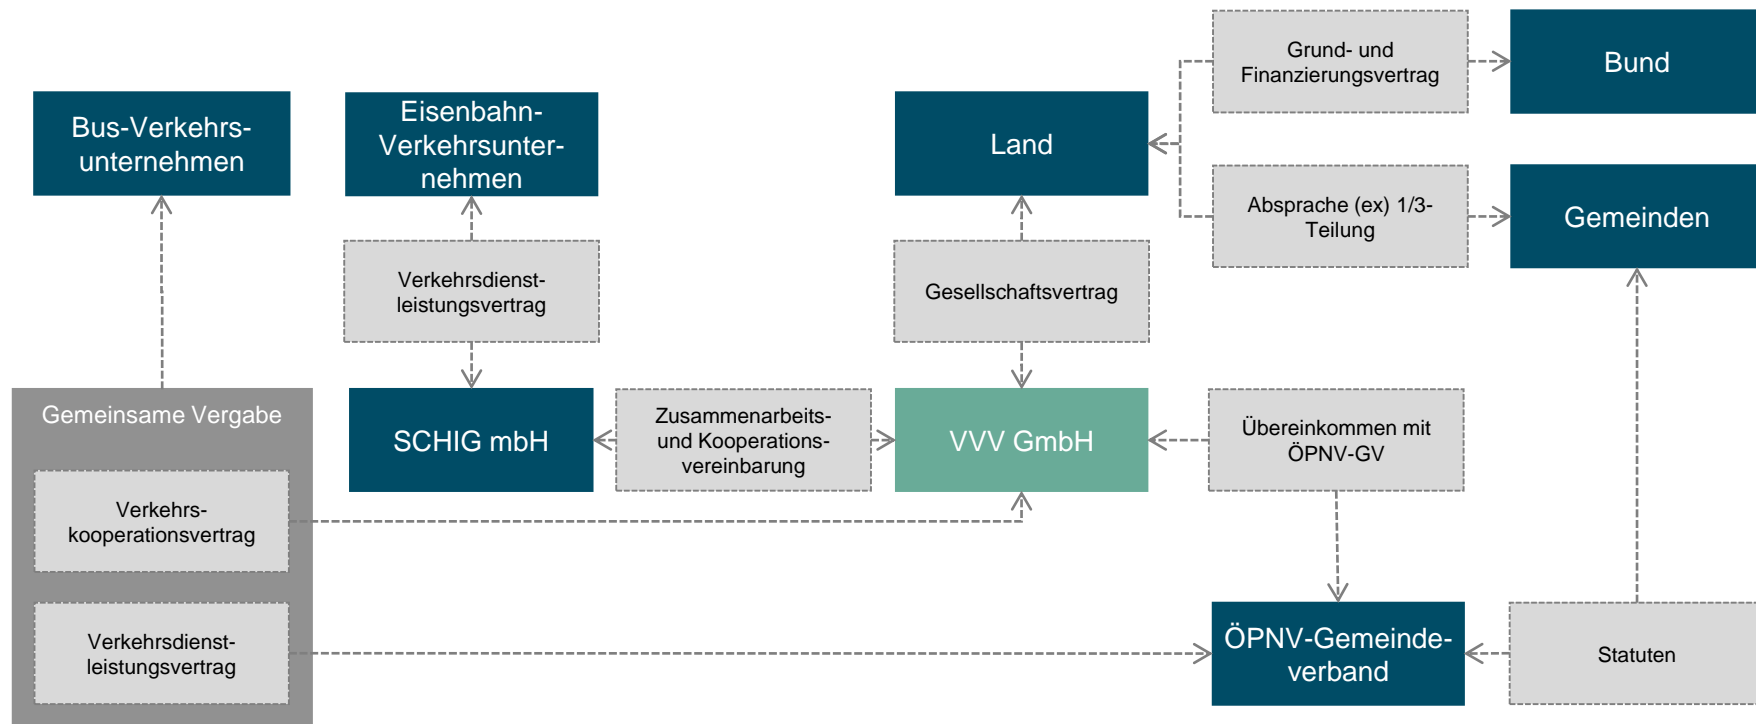 Grund- und
Finanzierungsvertrag
Bund
Bus-Verkehrs-
unternehmen
Eisenbahn-
Verkehrsunter-
nehmen
Land
Absprache (ex) 1/3-
Teilung
Gemeinden
Verkehrsdienst-
leistungsvertrag
Gesellschaftsvertrag
Gemeinsame Vergabe
SCHIG mbH
Zusammenarbeits-
und Kooperations-
vereinbarung
VVV GmbH
Übereinkommen mit
ÖPNV-GV
Verkehrs-
kooperationsvertrag
Verkehrsdienst-
leistungsvertrag
ÖPNV-Gemeinde-
verband
Statuten